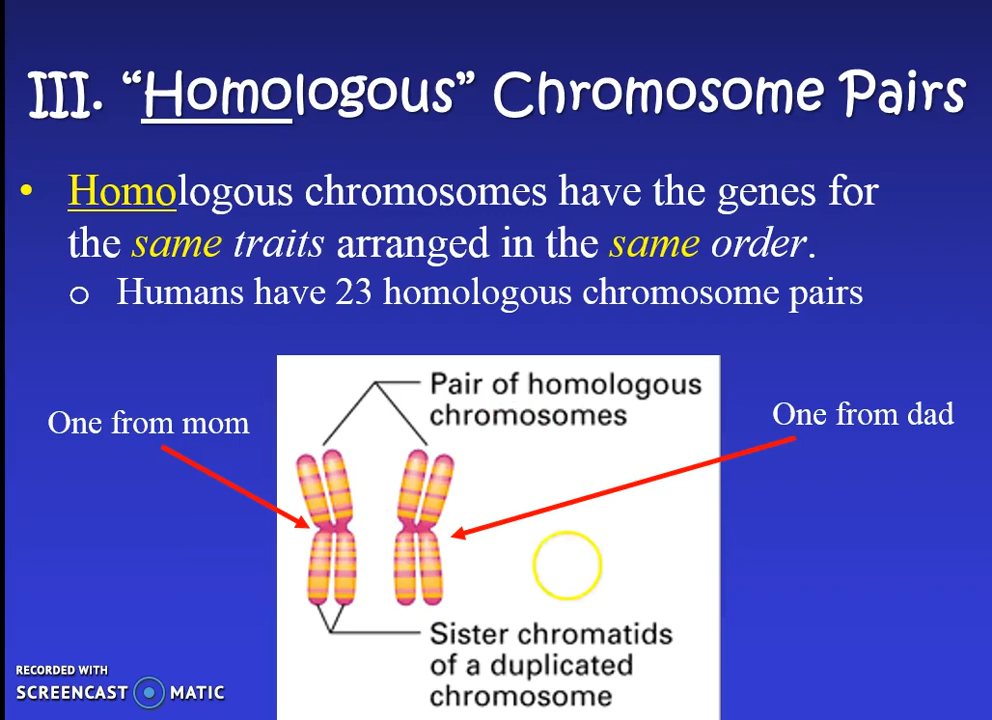 III. “Homologous” Chromosome Pairs
• Homologous chromosomes have the genes for
the same traits arranged in the same order.
o Humans have 23 homologous chromosome pairs
One from mom
Pair of homologous
chromosomes
One from dad
Sister chromatids
of a duplicated
chromosome
RECORDED WITH
SCREENCAST MATIC